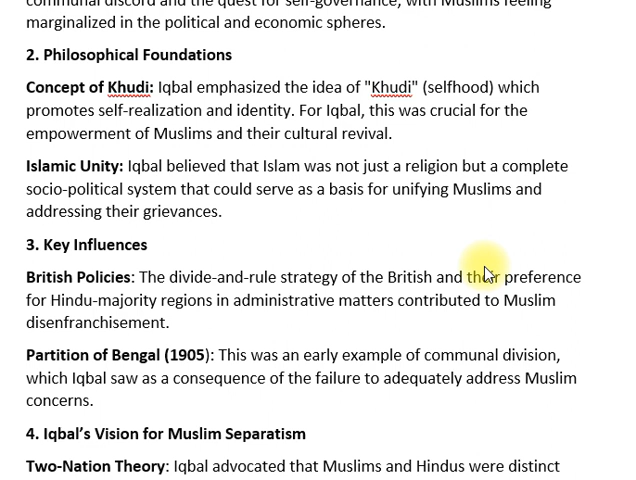 communal discord and the quest for self-governance, with Muslims feeling
marginalized in the political and economic spheres.
2. Philosophical Foundations
Concept of Khudi: Iqbal emphasized the idea of "Khudi" (selfhood) which
promotes self-realization and identity. For Iqbal, this was crucial for the
empowerment of Muslims and their cultural revival.
Islamic Unity: Iqbal believed that Islam was not just a religion but a complete
socio-political system that could serve as a basis for unifying Muslims and
addressing their grievances.
3. Key Influences
British Policies: The divide-and-rule strategy of the British and their preference
for Hindu-majority regions in administrative matters contributed to Muslim
disenfranchisement.
Partition of Bengal (1905): This was an early example of communal division,
which Iqbal saw as a consequence of the failure to adequately address Muslim
concerns.
4. Iqbal’s Vision for Muslim Separatism
Two-Nation Theory: Iqbal advocated that Muslims and Hindus were distinct